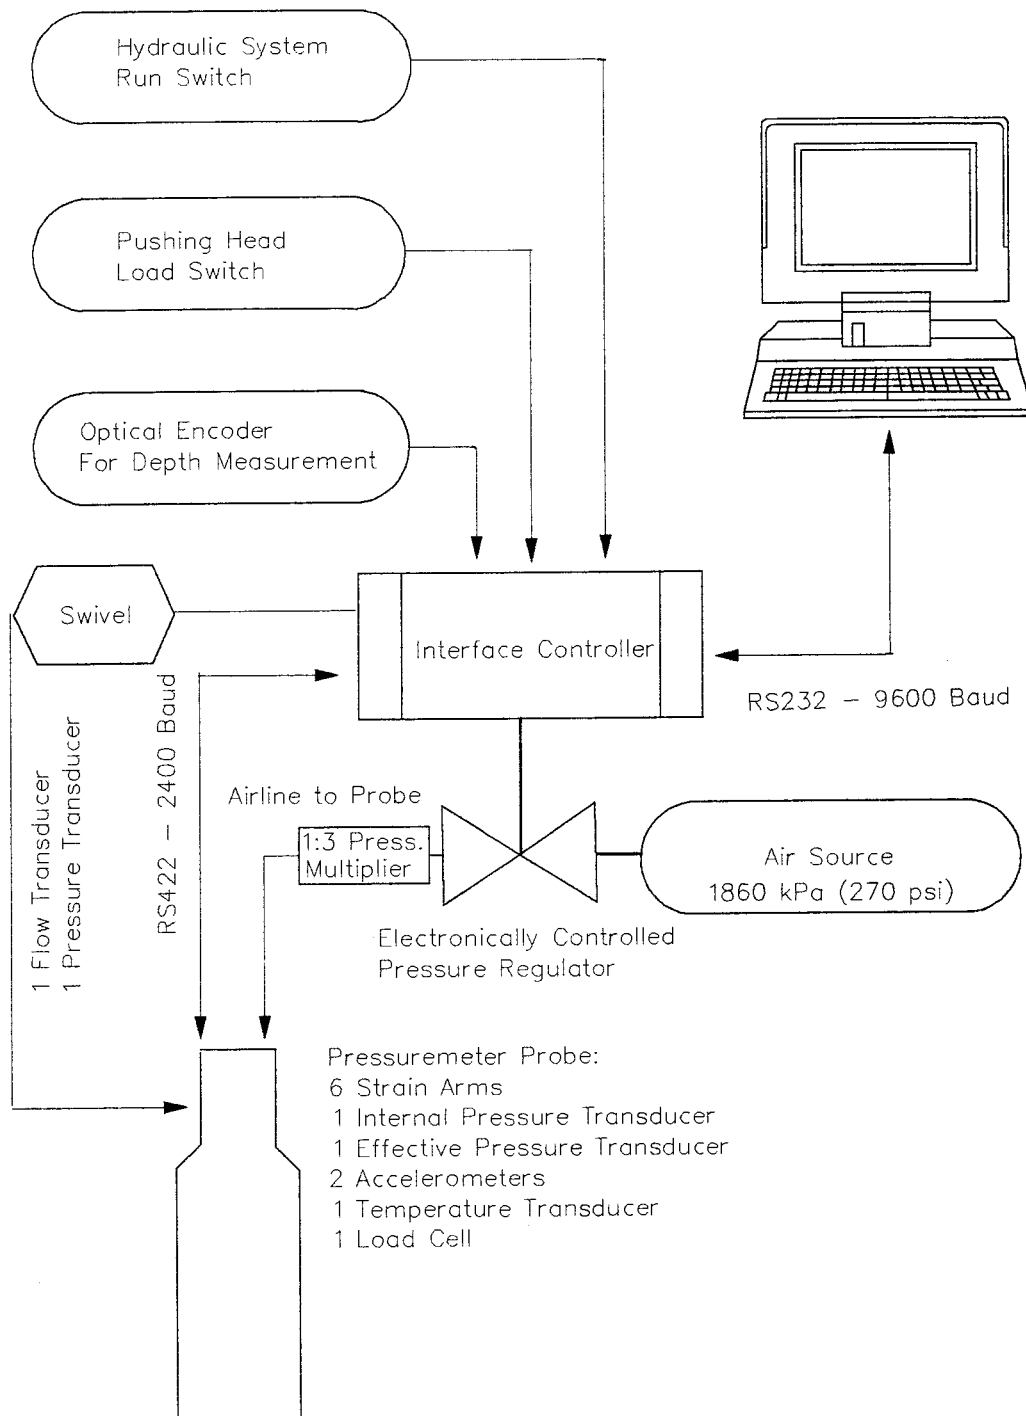 Hydraulic System
Run Switch
Pushing Head
Load Switch
Optical Encoder
For Depth Measurement
Swivel
Interface Controller
RS232 – 9600 Baud
1 Flow Transducer
1 Pressure Transducer
RS422 – 2400 Baud
Airline to Probe
1:3 Press.
Multiplier
Air Source
1860 kPa (270 psi)
Electronically Controlled
Pressure Regulator
Pressuremeter Probe:
6 Strain Arms
1 Internal Pressure Transducer
1 Effective Pressure Transducer
2 Accelerometers
1 Temperature Transducer
1 Load Cell